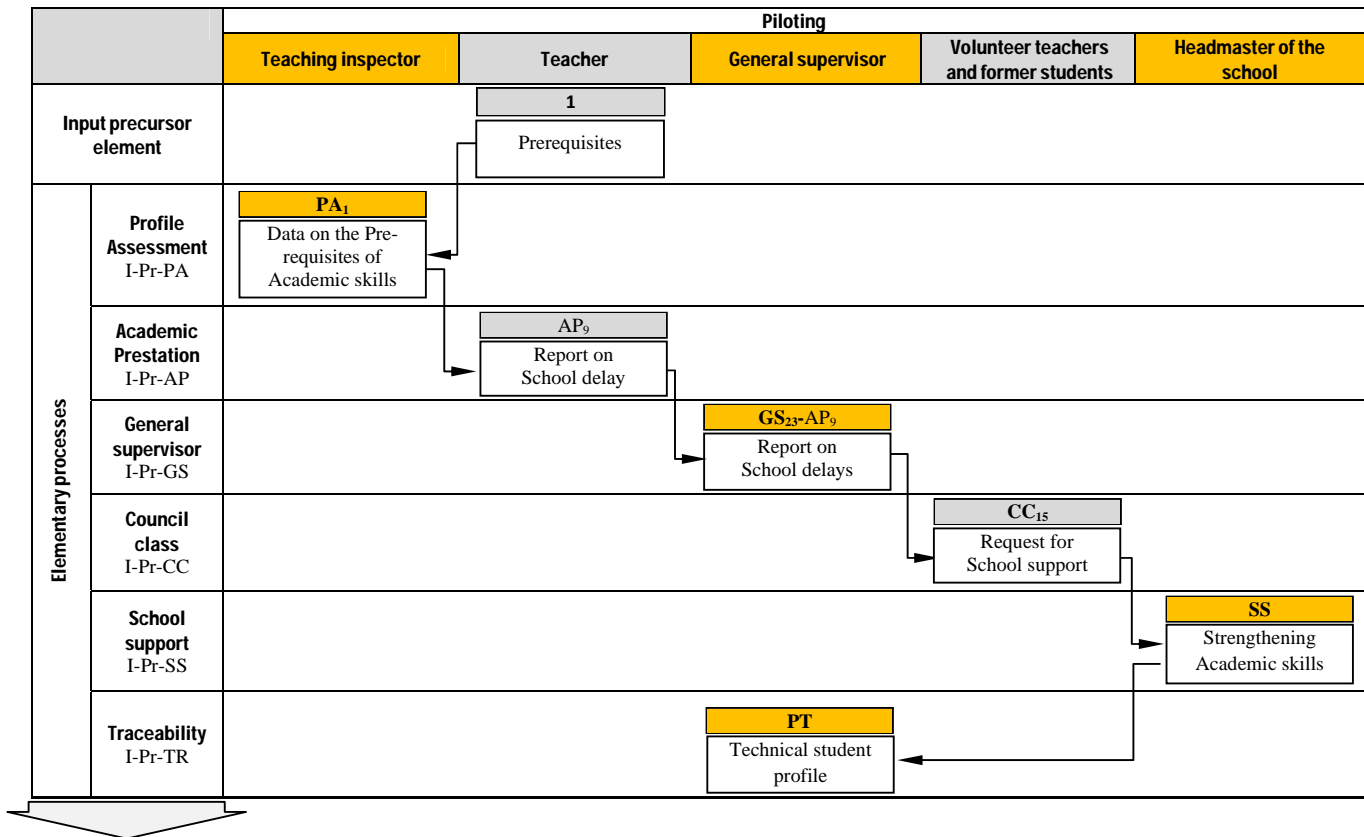 Piloting
Teaching inspector
Teacher
General supervisor
Volunteer teachers
and former students
Headmaster of the
school
Input precursor
element
1
Prerequisites
Elementary processes
Profile
Assessment
I-Pr-PA
PA₁
Data on the Pre-
requisites of
Academic skills
Academic
Prestation
I-Pr-AP
AP₉
Report on
School delay
General
supervisor
I-Pr-GS
GS₂₃-AP₉
Report on
School delays
Council
class
I-Pr-CC
CC₁₅
Request for
School support
School
support
I-Pr-SS
SS
Strengthening
Academic skills
Traceability
I-Pr-TR
PT
Technical student
profile